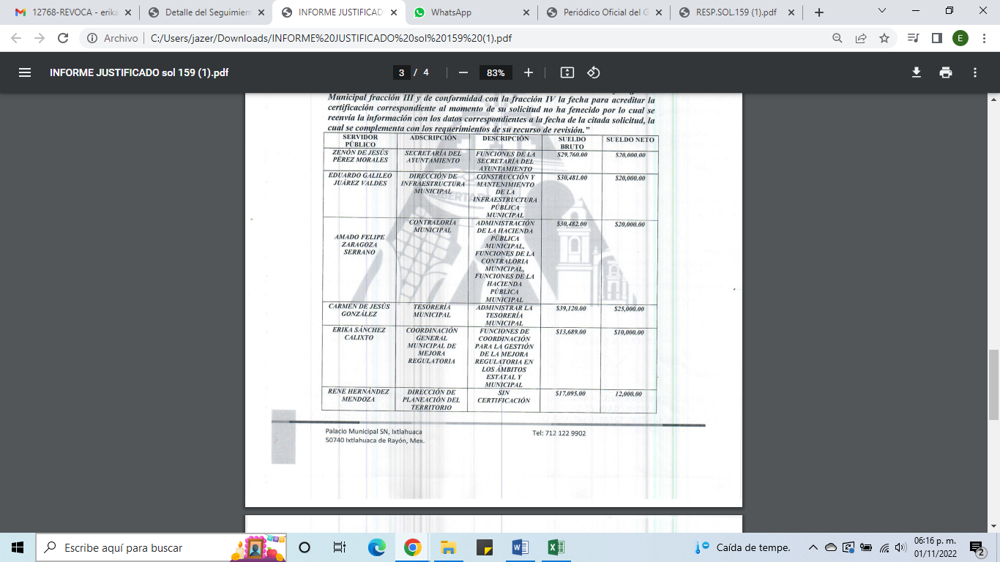 12768-REVOCA - erika
Detalle del Seguimient
INFORME JUSTIFICAD
WhatsApp
Periódico Oficial del G
RESP.SOL.159 (1).pdf
Archivo
C:/Users/jazer/Downloads/INFORME%20JUSTIFICADO%20sol%20159%20(1).pdf
E
INFORME JUSTIFICADO sol 159 (1).pdf
3 / 4
83%
Municipal fracción III y de conformidad con la fracción IV la fecha para acreditar la
certificación correspondiente al momento de su solicitud no ha fenecido por lo cual se
reenvía la información con los datos correspondientes a la fecha de la citada solicitud, la
cual se complementa con los requerimientos de su recurso de revisión."
SERVIDOR
PÚBLICO
ADSCRIPCIÓN
DESCRIPCIÓN
SUELDO
BRUTO
SUELDO NETO
ZENÓN DE JESÚS
PÉREZ MORALES
SECRETARÍA DEL
AYUNTAMIENTO
FUNCIONES DE LA
SECRETARÍA DEL
AYUNTAMIENTO
$29,760.00
$20,000.00
EDUARDO GALILEO
JUÁREZ VALDES
DIRECCIÓN DE
INFRAESTRUCTURA
MUNICIPAL
CONSTRUCCIÓN Y
MANTENIMIENTO
DE LA
INFRAESTRUCTURA
PÚBLICA
MUNICIPAL
$30,481.00
$20,000.00
AMADO FELIPE
ZARAGOZA
SERRANO
CONTRALORÍA
MUNICIPAL
ADMINISTRACIÓN
DE LA HACIENDA
PÚBLICA
MUNICIPAL,
FUNCIONES DE LA
CONTRALORIA
MUNICIPAL,
FUNCIONES DE LA
HACIENDA
PÚBLICA
MUNICIPAL
$30,482.00
$20,000.00
CARMEN DE JESÚS
GONZÁLEZ
TESORERÍA
MUNICIPAL
ADMINISTRAR LA
TESORERÍA
MUNICIPAL
$39,120.00
$25,000.00
ERIKA SÁNCHEZ
CALIXTO
COORDINACIÓN
GENERAL
MUNICIPAL DE
MEJORA
REGULATORIA
FUNCIONES DE
COORDINACIÓN
PARA LA GESTIÓN
DE LA MEJORA
REGULATORIA EN
LOS ÁMBITOS
ESTATAL Y
MUNICIPAL
$13,689.00
$10,000.00
RENE HERNÁNDEZ
MENDOZA
DIRECCIÓN DE
PLANEACIÓN DEL
TERRITORIO
SIN
CERTIFICACIÓN
$17,095.00
12,000.00
Palacio Municipal SN, Ixtlahuaca
50740 Ixtlahuaca de Rayón, Mex.
Tel: 712 122 9902
Escribe aquí para buscar
Caída de tempe.
06:16 p. m.
01/11/2022
2